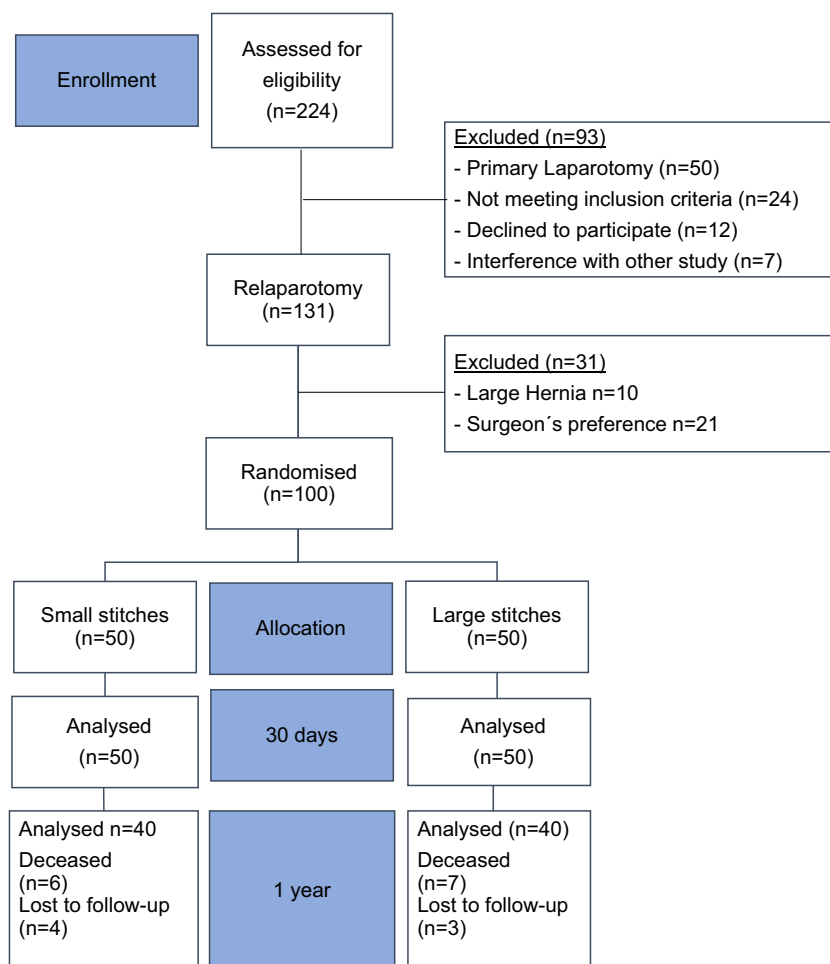 Enrollment
Assessed for
eligibility
(n=224)
Excluded (n=93)
- Primary Laparotomy (n=50)
- Not meeting inclusion criteria (n=24)
- Declined to participate (n=12)
- Interference with other study (n=7)
Relaparotomy
(n=131)
Excluded (n=31)
- Large Hernia n=10
- Surgeon´s preference n=21
Randomised
(n=100)
Small stitches
(n=50)
Allocation
Large stitches
(n=50)
Analysed
(n=50)
30 days
Analysed
(n=50)
Analysed n=40
Deceased
(n=6)
Lost to follow-up
(n=4)
1 year
Analysed (n=40)
Deceased
(n=7)
Lost to follow-up
(n=3)